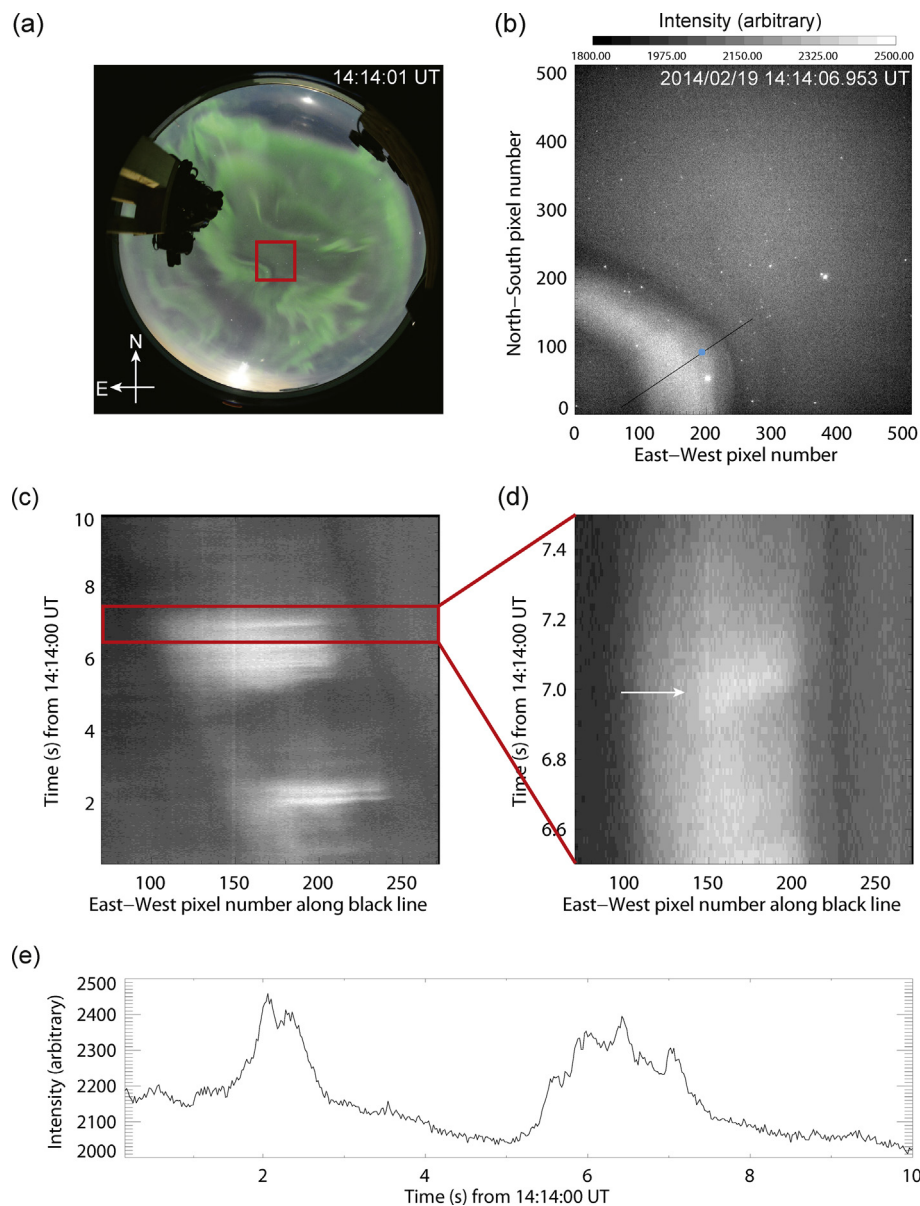 (a)
14:14:01 UT
N
E
(b)
Intensity (arbitrary)
1800.00 1975.00 2150.00 2325.00 2500.00
2014/02/19 14:14:06.953 UT
500
400
300
200
100
0
North−South pixel number
0 100 200 300 400 500
East−West pixel number
(c)
10
8
6
4
2
Time (s) from 14:14:00 UT
100 150 200 250
East−West pixel number along black line
(d)
7.4
7.2
7.0
6.8
6.6
Time (s) from 14:14:00 UT
100 150 200 250
East−West pixel number along black line
(e)
2500
2400
2300
2200
2100
2000
Intensity (arbitrary)
2 4 6 8 10
Time (s) from 14:14:00 UT